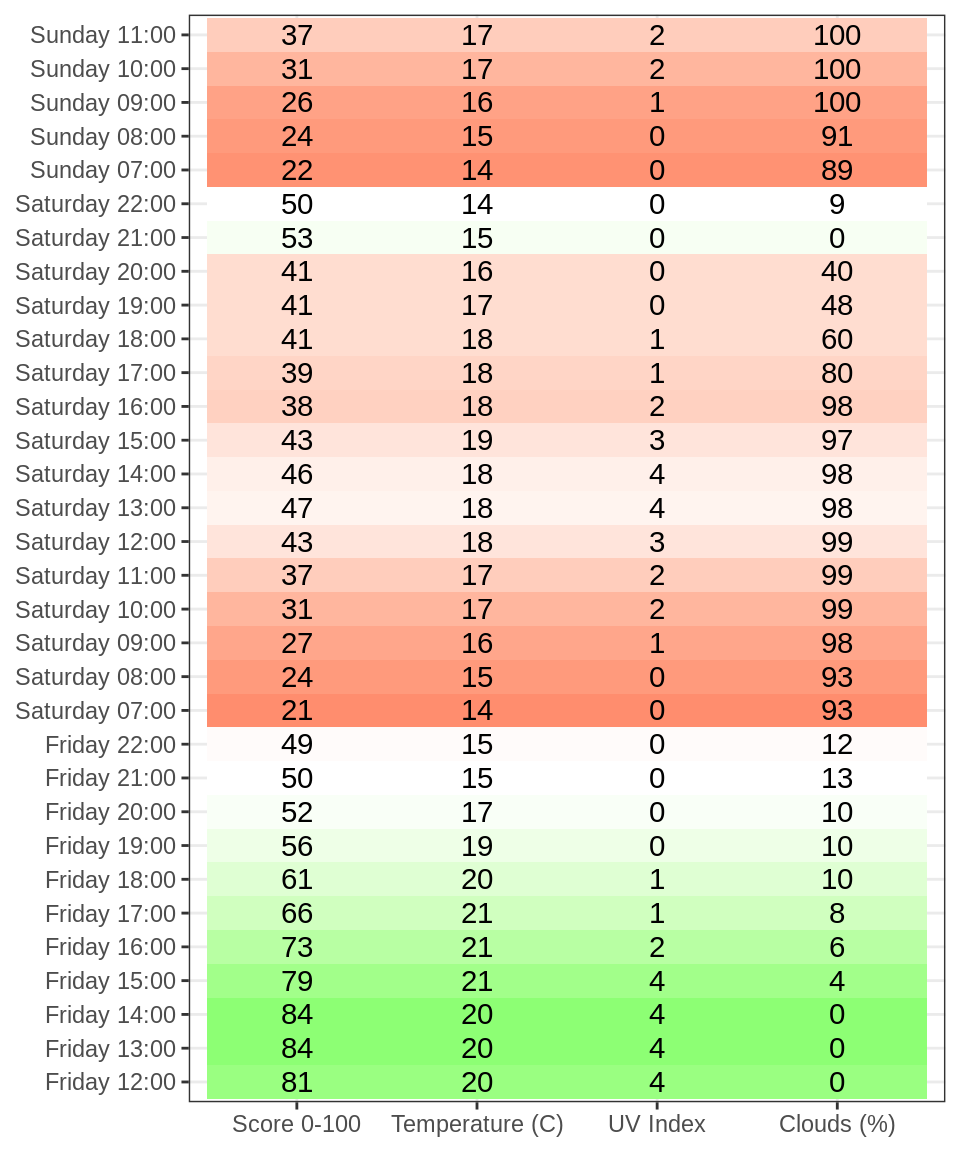 Sunday 11:00 37 17 2 100
Sunday 10:00 31 17 2 100
Sunday 09:00 26 16 1 100
Sunday 08:00 24 15 0 91
Sunday 07:00 22 14 0 89
Saturday 22:00 50 14 0 9
Saturday 21:00 53 15 0 0
Saturday 20:00 41 16 0 40
Saturday 19:00 41 17 0 48
Saturday 18:00 41 18 1 60
Saturday 17:00 39 18 1 80
Saturday 16:00 38 18 2 98
Saturday 15:00 43 19 3 97
Saturday 14:00 46 18 4 98
Saturday 13:00 47 18 4 98
Saturday 12:00 43 18 3 99
Saturday 11:00 37 17 2 99
Saturday 10:00 31 17 2 99
Saturday 09:00 27 16 1 98
Saturday 08:00 24 15 0 93
Saturday 07:00 21 14 0 93
Friday 22:00 49 15 0 12
Friday 21:00 50 15 0 13
Friday 20:00 52 17 0 10
Friday 19:00 56 19 0 10
Friday 18:00 61 20 1 10
Friday 17:00 66 21 1 8
Friday 16:00 73 21 2 6
Friday 15:00 79 21 4 4
Friday 14:00 84 20 4 0
Friday 13:00 84 20 4 0
Friday 12:00 81 20 4 0
Score 0-100 Temperature (C) UV Index Clouds (%)